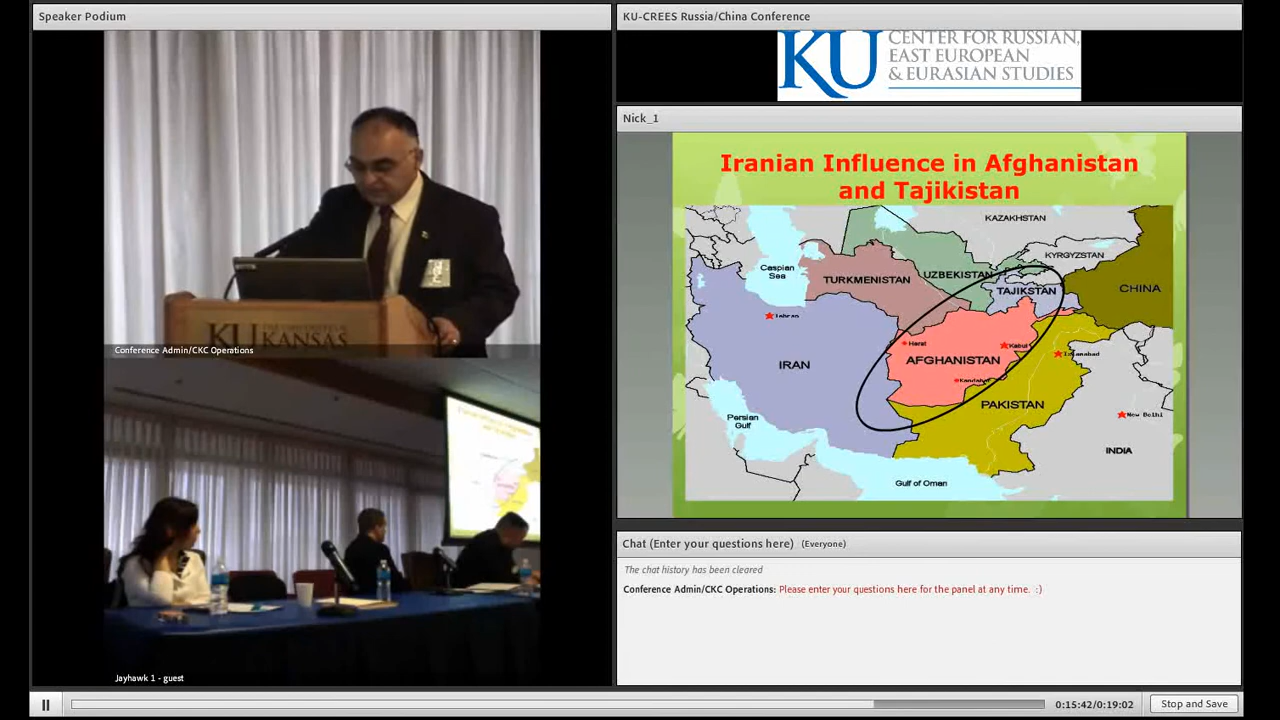 Speaker Podium
KU
THE UNIVERSITY OF
KANSAS
Conference Admin/CKC Operations
Jayhawk 1 - guest
KU-CREES Russia/China Conference
KU
CENTER FOR RUSSIAN,
EAST EUROPEAN
& EURASIAN STUDIES
Nick_1
Iranian Influence in Afghanistan
and Tajikistan
KAZAKHSTAN
KYRGYZSTAN
Caspian
Sea
TURKMENISTAN
UZBEKISTAN
TAJIKSTAN
CHINA
Tehran
Herat
Kabul
Islamabad
AFGHANISTAN
IRAN
Kandahar
PAKISTAN
Persian
Gulf
New Delhi
INDIA
Gulf of Oman
Chat (Enter your questions here) (Everyone)
The chat history has been cleared
Conference Admin/CKC Operations: Please enter your questions here for the panel at any time. :)
0:15:42/0:19:02
Stop and Save